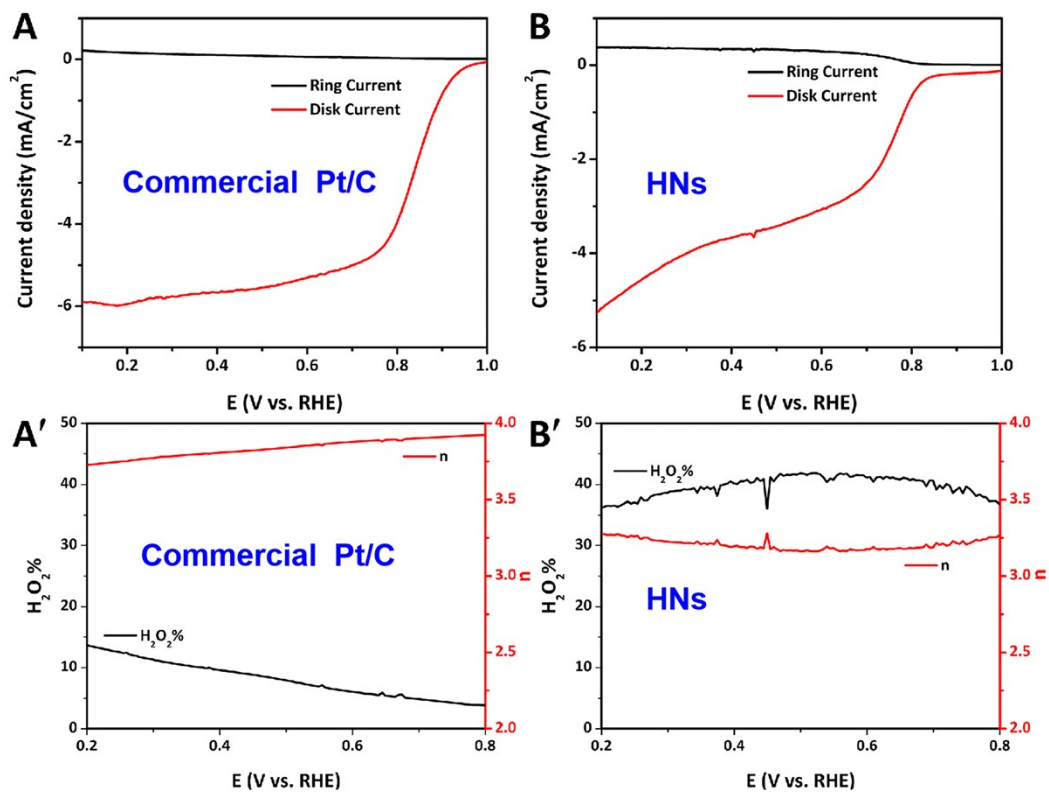 A
0
-2
-4
-6
Current density (mA/cm²)
Ring Current
Disk Current
Commercial Pt/C
0.2
0.4
0.6
0.8
1.0
E (V vs. RHE)
B
0
-2
-4
-6
Current density (mA/cm²)
Ring Current
Disk Current
HNs
0.2
0.4
0.6
0.8
1.0
E (V vs. RHE)
A′
50
40
30
20
10
0
H₂O₂%
n
Commercial Pt/C
H₂O₂%
4.0
3.5
3.0
2.5
2.0
n
0.2
0.4
0.6
0.8
E (V vs. RHE)
B′
50
40
30
20
10
0
H₂O₂%
H₂O₂%
n
HNs
4.0
3.5
3.0
2.5
2.0
n
0.2
0.4
0.6
0.8
E (V vs. RHE)